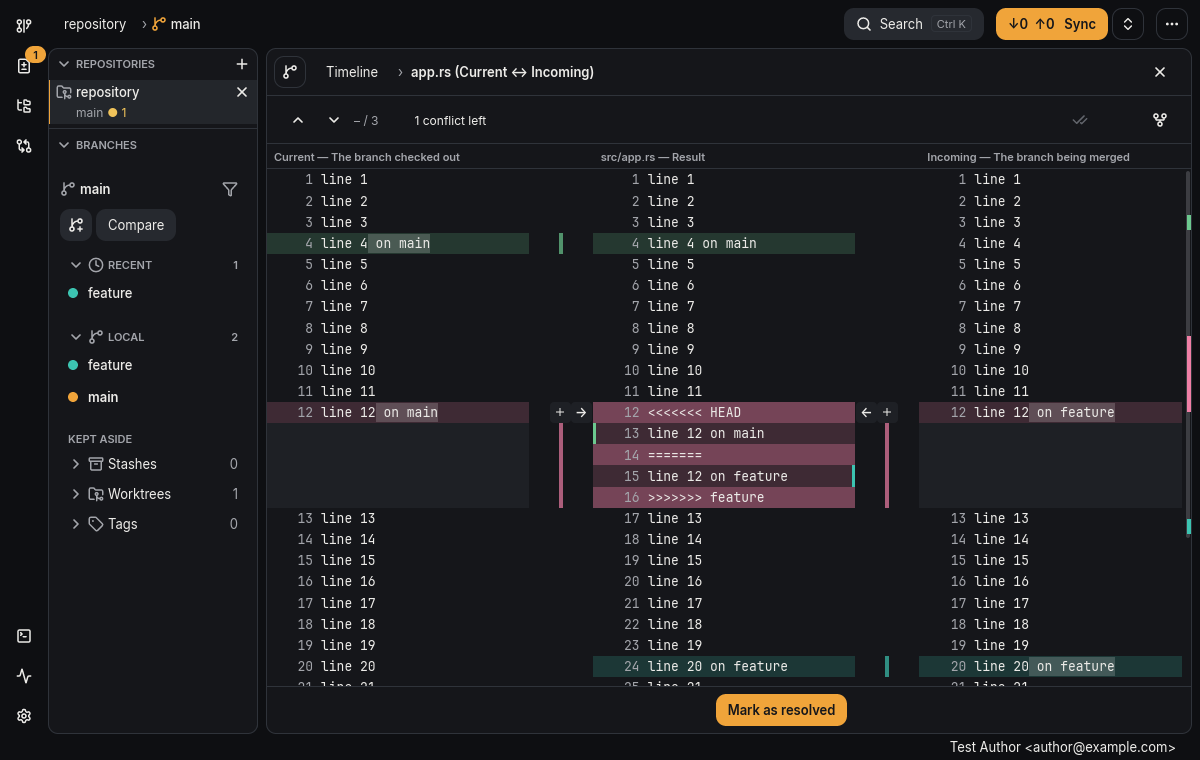 repository › main
Search Ctrl K
↓0 ↑0 Sync
1
REPOSITORIES
repository
main 1
BRANCHES
main
Compare
RECENT 1
feature
LOCAL 2
feature
main
KEPT ASIDE
Stashes 0
Worktrees 1
Tags 0
Timeline › app.rs (Current ↔ Incoming)
– / 3 1 conflict left
Current — The branch checked out
1 line 1
2 line 2
3 line 3
4 line 4 on main
5 line 5
6 line 6
7 line 7
8 line 8
9 line 9
10 line 10
11 line 11
12 line 12 on main
13 line 13
14 line 14
15 line 15
16 line 16
17 line 17
18 line 18
19 line 19
20 line 20
21 line 21
src/app.rs — Result
1 line 1
2 line 2
3 line 3
4 line 4 on main
5 line 5
6 line 6
7 line 7
8 line 8
9 line 9
10 line 10
11 line 11
12 <<<<<<< HEAD
13 line 12 on main
14 =======
15 line 12 on feature
16 >>>>>>> feature
17 line 13
18 line 14
19 line 15
20 line 16
21 line 17
22 line 18
23 line 19
24 line 20 on feature
25 line 21
Incoming — The branch being merged
1 line 1
2 line 2
3 line 3
4 line 4
5 line 5
6 line 6
7 line 7
8 line 8
9 line 9
10 line 10
11 line 11
12 line 12 on feature
13 line 13
14 line 14
15 line 15
16 line 16
17 line 17
18 line 18
19 line 19
20 line 20 on feature
21 line 21
Mark as resolved
Test Author <author@example.com>